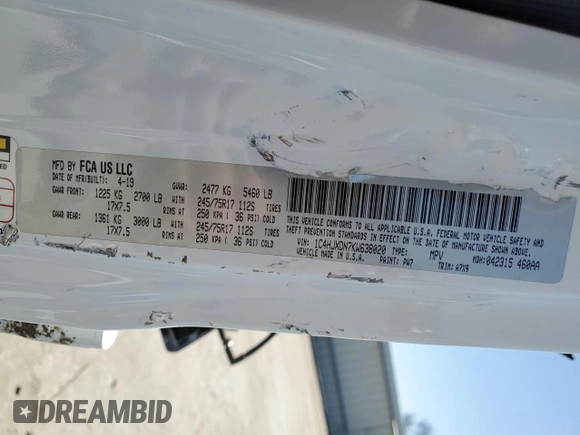 MFD BY FCA US LLC
DATE OF MFR(BUILT): 4-19 GVWR: 2477 KG 5460 LB
GAWR FRONT: 1225 KG 2700 LB WITH 245/75R17 112S TIRES
17X7.5 RIMS AT 250 KPA ( 36 PSI) COLD
GAWR REAR: 1361 KG 3000 LB WITH 245/75R17 112S TIRES
17X7.5 RIMS AT 250 KPA ( 36 PSI) COLD
THIS VEHICLE CONFORMS TO ALL APPLICABLE U.S.A. FEDERAL MOTOR VEHICLE SAFETY AND
THEFT PREVENTION STANDARDS IN EFFECT ON THE DATE OF MANUFACTURE SHOWN ABOVE.
VIN: 1C4HJXDN7KW638020 TYPE: MPV MDH: 042315 460AA
VEHICLE MADE IN U.S.A. PAINT: PW7 TRIM: A7X9
DREAMBID